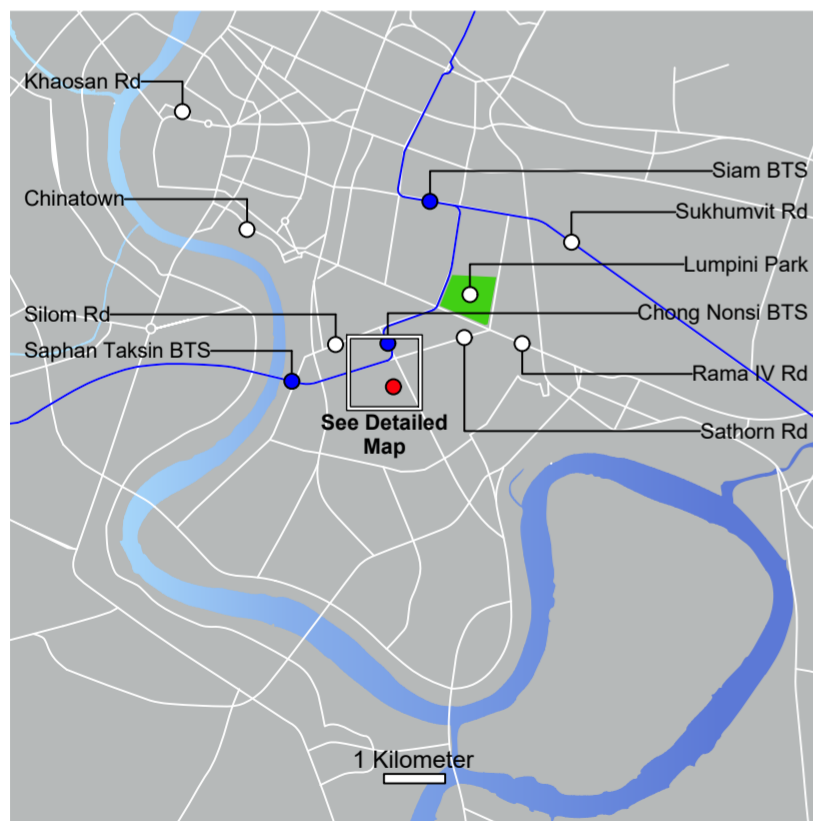 Khaosan Rd
Siam BTS
Chinatown
Sukhumvit Rd
Lumpini Park
Silom Rd
Chong Nonsi BTS
Saphan Taksin BTS
Rama IV Rd
See Detailed
Map
Sathorn Rd
1 Kilometer